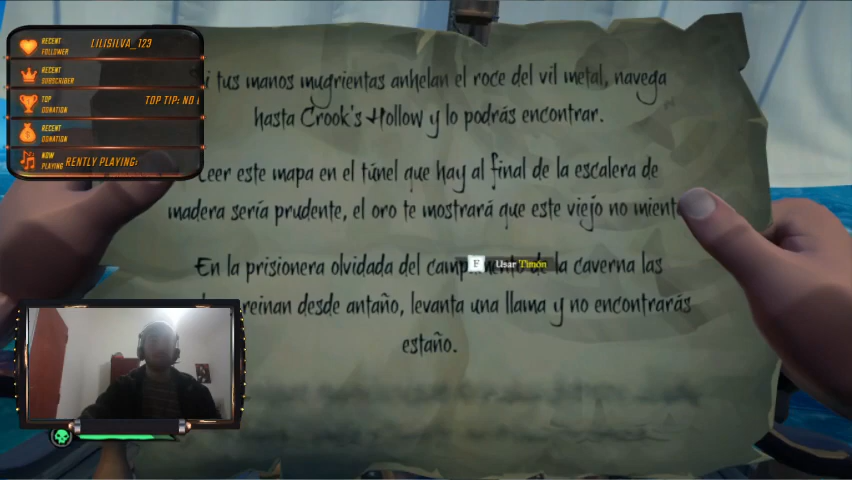 RECENT FOLLOWER LILISILVA_123
RECENT SUBSCRIBER
TOP DONATION TOP TIP: NO
RECENT DONATION
NOW PLAYING RENTLY PLAYING:
i tus manos mugrientas anhelan el roce del vil metal, navega
hasta Crook's Hollow y lo podrás encontrar.
Leer este mapa en el túnel que hay al final de la escalera de
madera sería prudente, el oro te mostrará que este viejo no miente
En la prisionera olvidada del campamento de la caverna las
reinan desde antaño, levanta una llama y no encontrarás
estaño.
F Usar Timón